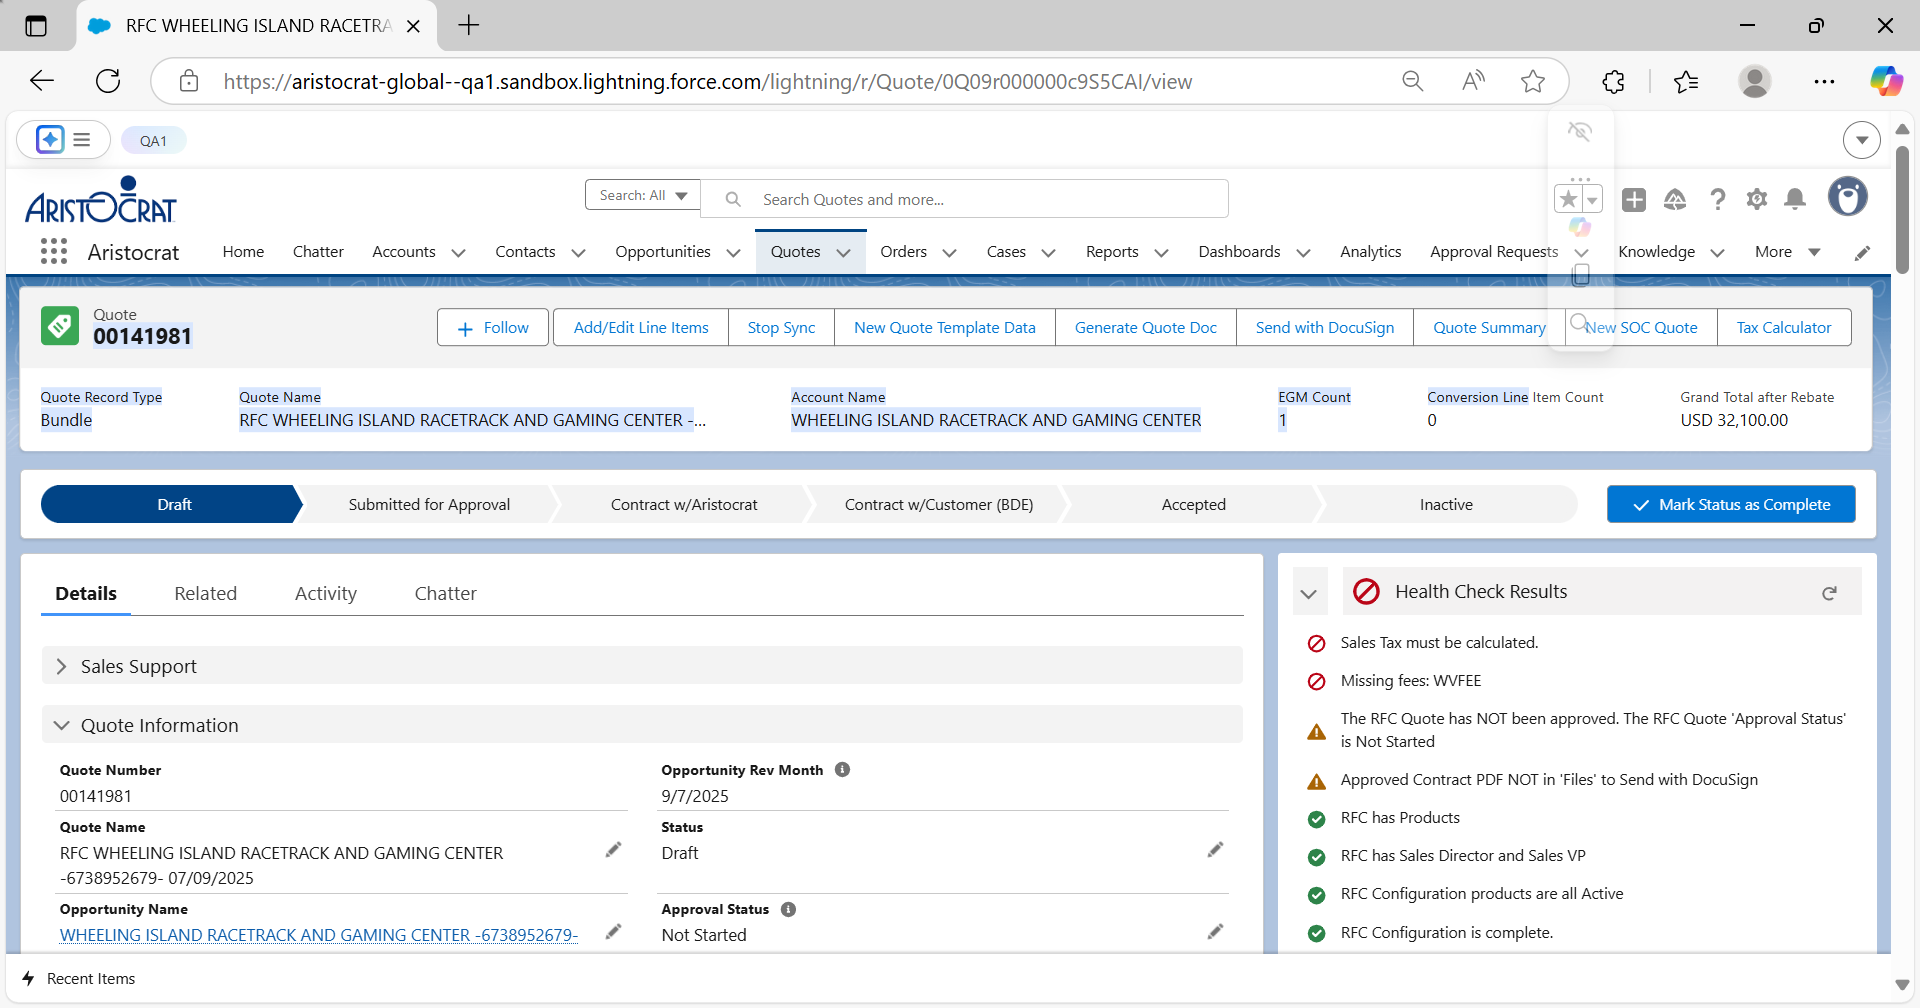 RFC WHEELING ISLAND RACETRA
https://aristocrat-global--qa1.sandbox.lightning.force.com/lightning/r/Quote/0Q09r000000c9S5CAI/view
QA1
ARISTOCRAT
Search: All
Search Quotes and more...
Aristocrat
Home
Chatter
Accounts
Contacts
Opportunities
Quotes
Orders
Cases
Reports
Dashboards
Analytics
Approval Requests
Knowledge
More
Quote
00141981
Follow
Add/Edit Line Items
Stop Sync
New Quote Template Data
Generate Quote Doc
Send with DocuSign
Quote Summary
New SOC Quote
Tax Calculator
Quote Record Type
Bundle
Quote Name
RFC WHEELING ISLAND RACETRACK AND GAMING CENTER -...
Account Name
WHEELING ISLAND RACETRACK AND GAMING CENTER
EGM Count
1
Conversion Line Item Count
0
Grand Total after Rebate
USD 32,100.00
Draft
Submitted for Approval
Contract w/Aristocrat
Contract w/Customer (BDE)
Accepted
Inactive
Mark Status as Complete
Details
Related
Activity
Chatter
Sales Support
Quote Information
Quote Number
00141981
Opportunity Rev Month
9/7/2025
Quote Name
RFC WHEELING ISLAND RACETRACK AND GAMING CENTER
-6738952679- 07/09/2025
Status
Draft
Opportunity Name
WHEELING ISLAND RACETRACK AND GAMING CENTER -6738952679-
Approval Status
Not Started
Health Check Results
Sales Tax must be calculated.
Missing fees: WVFEE
The RFC Quote has NOT been approved. The RFC Quote 'Approval Status'
is Not Started
Approved Contract PDF NOT in 'Files' to Send with DocuSign
RFC has Products
RFC has Sales Director and Sales VP
RFC Configuration products are all Active
RFC Configuration is complete.
Recent Items